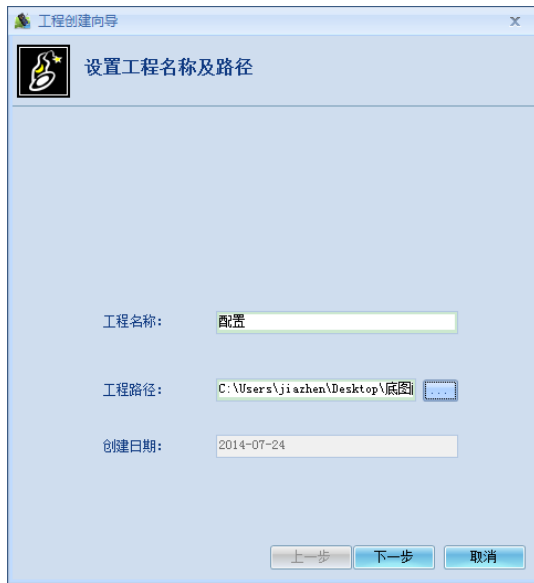 工程创建向导
设置工程名称及路径
工程名称: 配置
工程路径: C:\Users\jiazhen\Desktop\底图 ...
创建日期: 2014-07-24
上一步 下一步 取消